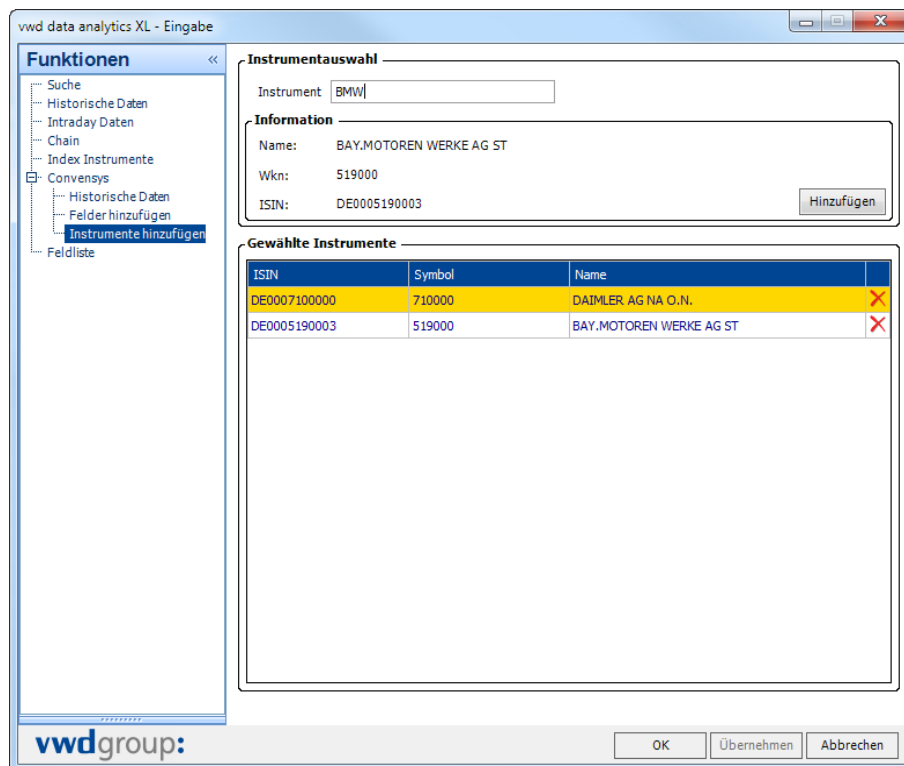 vwd data analytics XL - Eingabe
Funktionen «
Suche
Historische Daten
Intraday Daten
Chain
Index Instrumente
Convensys
Historische Daten
Felder hinzufügen
Instrumente hinzufügen
Feldliste
Instrumentauswahl
Instrument BMW
Information
Name: BAY.MOTOREN WERKE AG ST
Wkn: 519000
ISIN: DE0005190003
Hinzufügen
Gewählte Instrumente
ISIN Symbol Name
DE0007100000 710000 DAIMLER AG NA O.N.
DE0005190003 519000 BAY.MOTOREN WERKE AG ST
vwdgroup:
OK Übernehmen Abbrechen